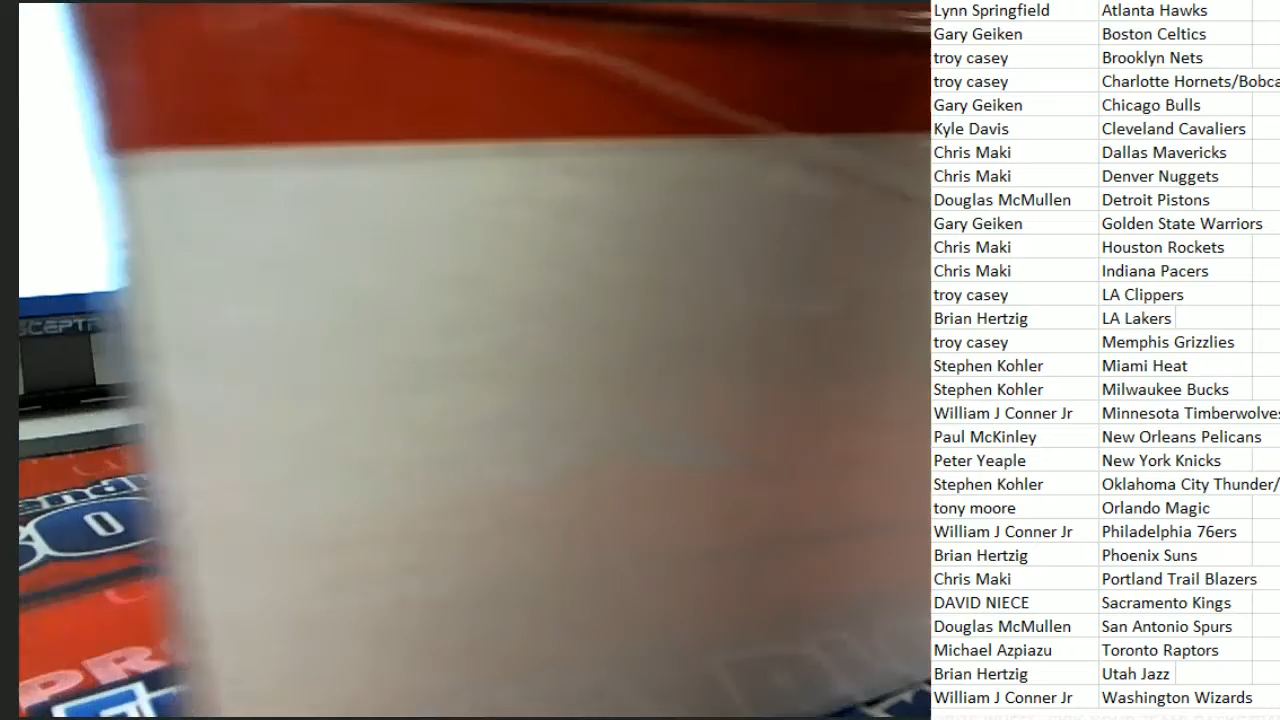 Lynn Springfield Atlanta Hawks
Gary Geiken Boston Celtics
troy casey Brooklyn Nets
troy casey Charlotte Hornets/Bobca
Gary Geiken Chicago Bulls
Kyle Davis Cleveland Cavaliers
Chris Maki Dallas Mavericks
Chris Maki Denver Nuggets
Douglas McMullen Detroit Pistons
Gary Geiken Golden State Warriors
Chris Maki Houston Rockets
Chris Maki Indiana Pacers
troy casey LA Clippers
Brian Hertzig LA Lakers
troy casey Memphis Grizzlies
Stephen Kohler Miami Heat
Stephen Kohler Milwaukee Bucks
William J Conner Jr Minnesota Timberwolves
Paul McKinley New Orleans Pelicans
Peter Yeaple New York Knicks
Stephen Kohler Oklahoma City Thunder/
tony moore Orlando Magic
William J Conner Jr Philadelphia 76ers
Brian Hertzig Phoenix Suns
Chris Maki Portland Trail Blazers
DAVID NIECE Sacramento Kings
Douglas McMullen San Antonio Spurs
Michael Azpiazu Toronto Raptors
Brian Hertzig Utah Jazz
William J Conner Jr Washington Wizards
SCEPTR
PR